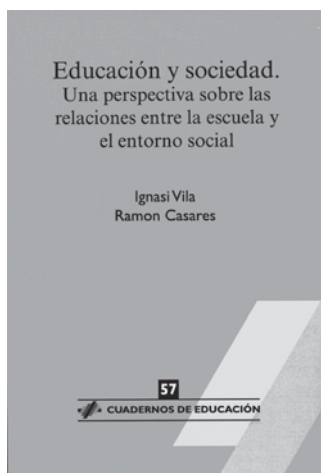 Educación y sociedad.
Una perspectiva sobre las
relaciones entre la escuela y
el entorno social
Ignasi Vila
Ramon Casares
57
CUADERNOS DE EDUCACIÓN